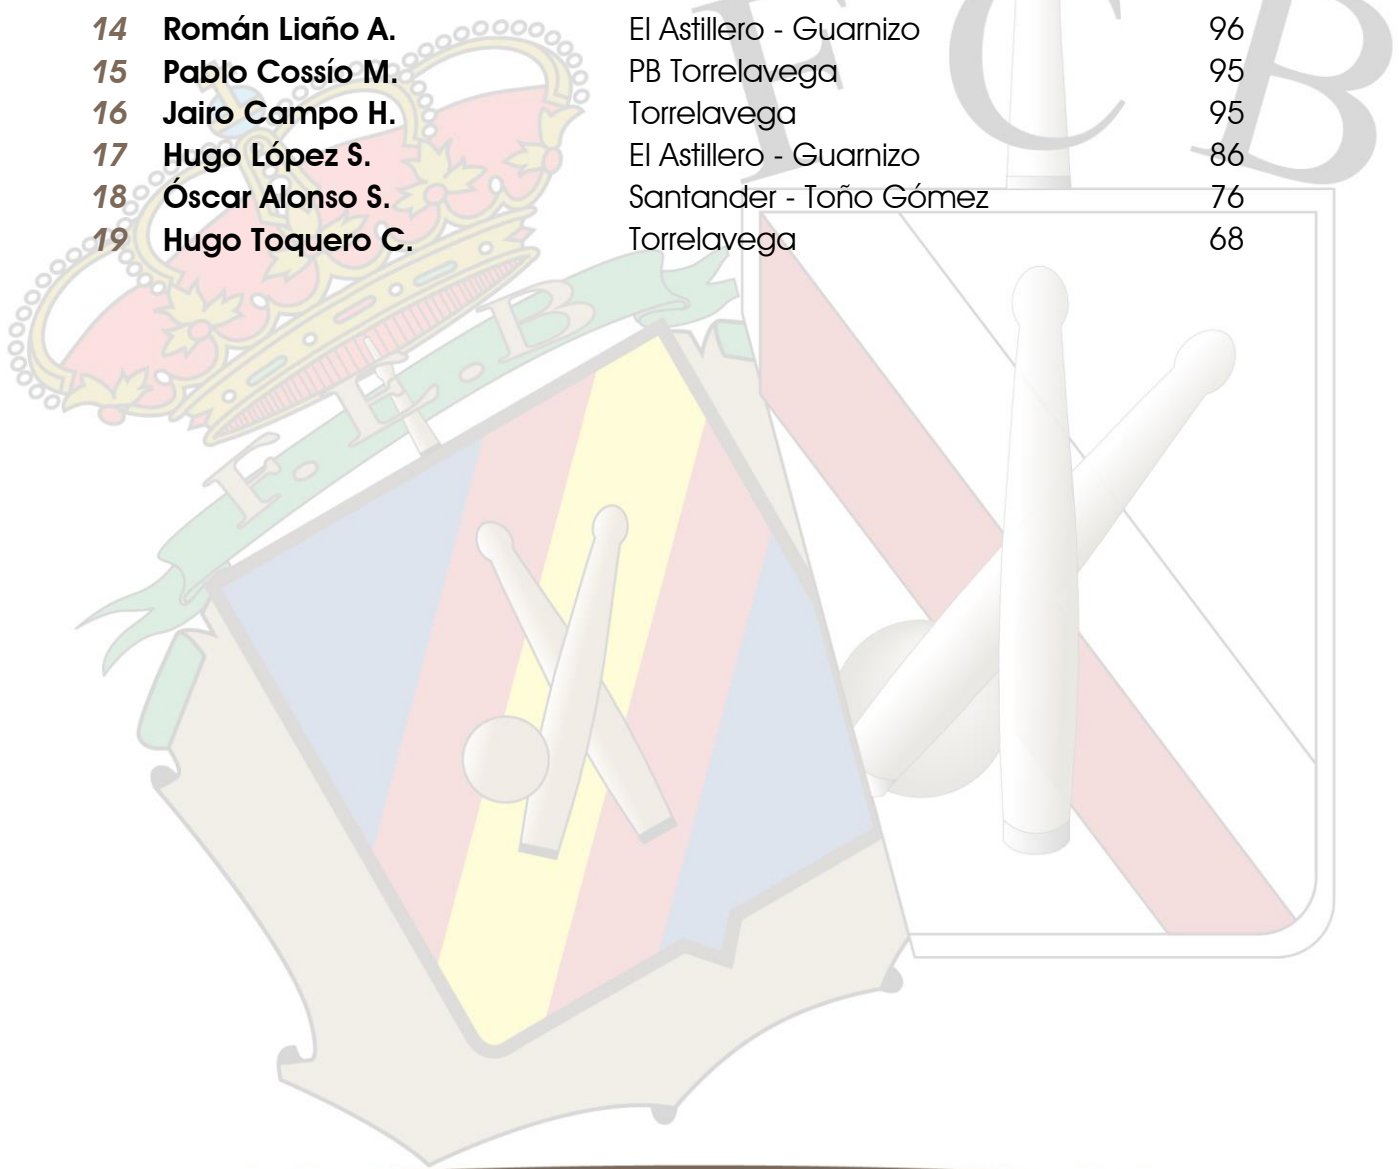 14 Román Liaño A. El Astillero - Guarnizo 96
15 Pablo Cossío M. PB Torrelavega 95
16 Jairo Campo H. Torrelavega 95
17 Hugo López S. El Astillero - Guarnizo 86
18 Óscar Alonso S. Santander - Toño Gómez 76
19 Hugo Toquero C. Torrelavega 68
F C B
F. E. B